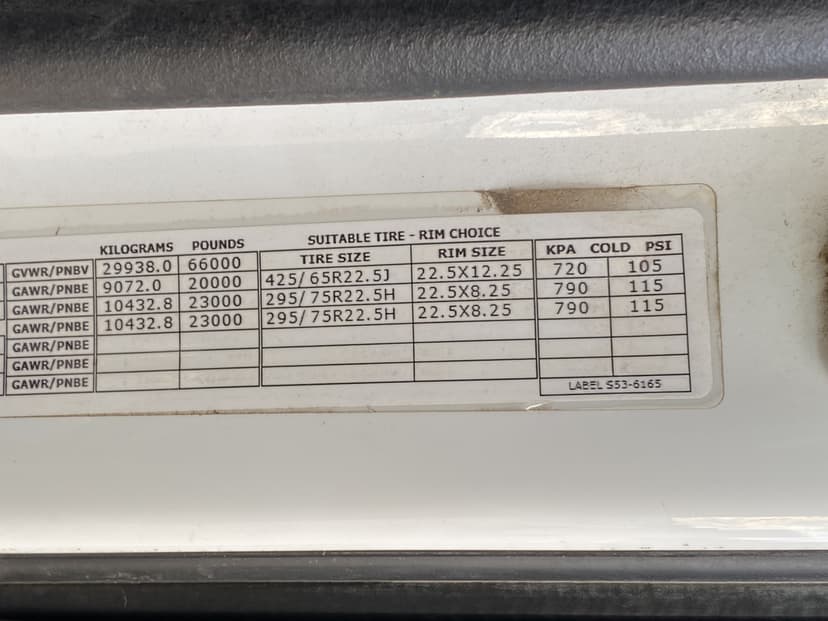 KILOGRAMS POUNDS SUITABLE TIRE - RIM CHOICE
TIRE SIZE RIM SIZE KPA COLD PSI
GVWR/PNBV 29938.0 66000
GAWR/PNBE 9072.0 20000 425/65R22.5J 22.5X12.25 720 105
GAWR/PNBE 10432.8 23000 295/75R22.5H 22.5X8.25 790 115
GAWR/PNBE 10432.8 23000 295/75R22.5H 22.5X8.25 790 115
GAWR/PNBE
GAWR/PNBE
GAWR/PNBE
LABEL S53-6165